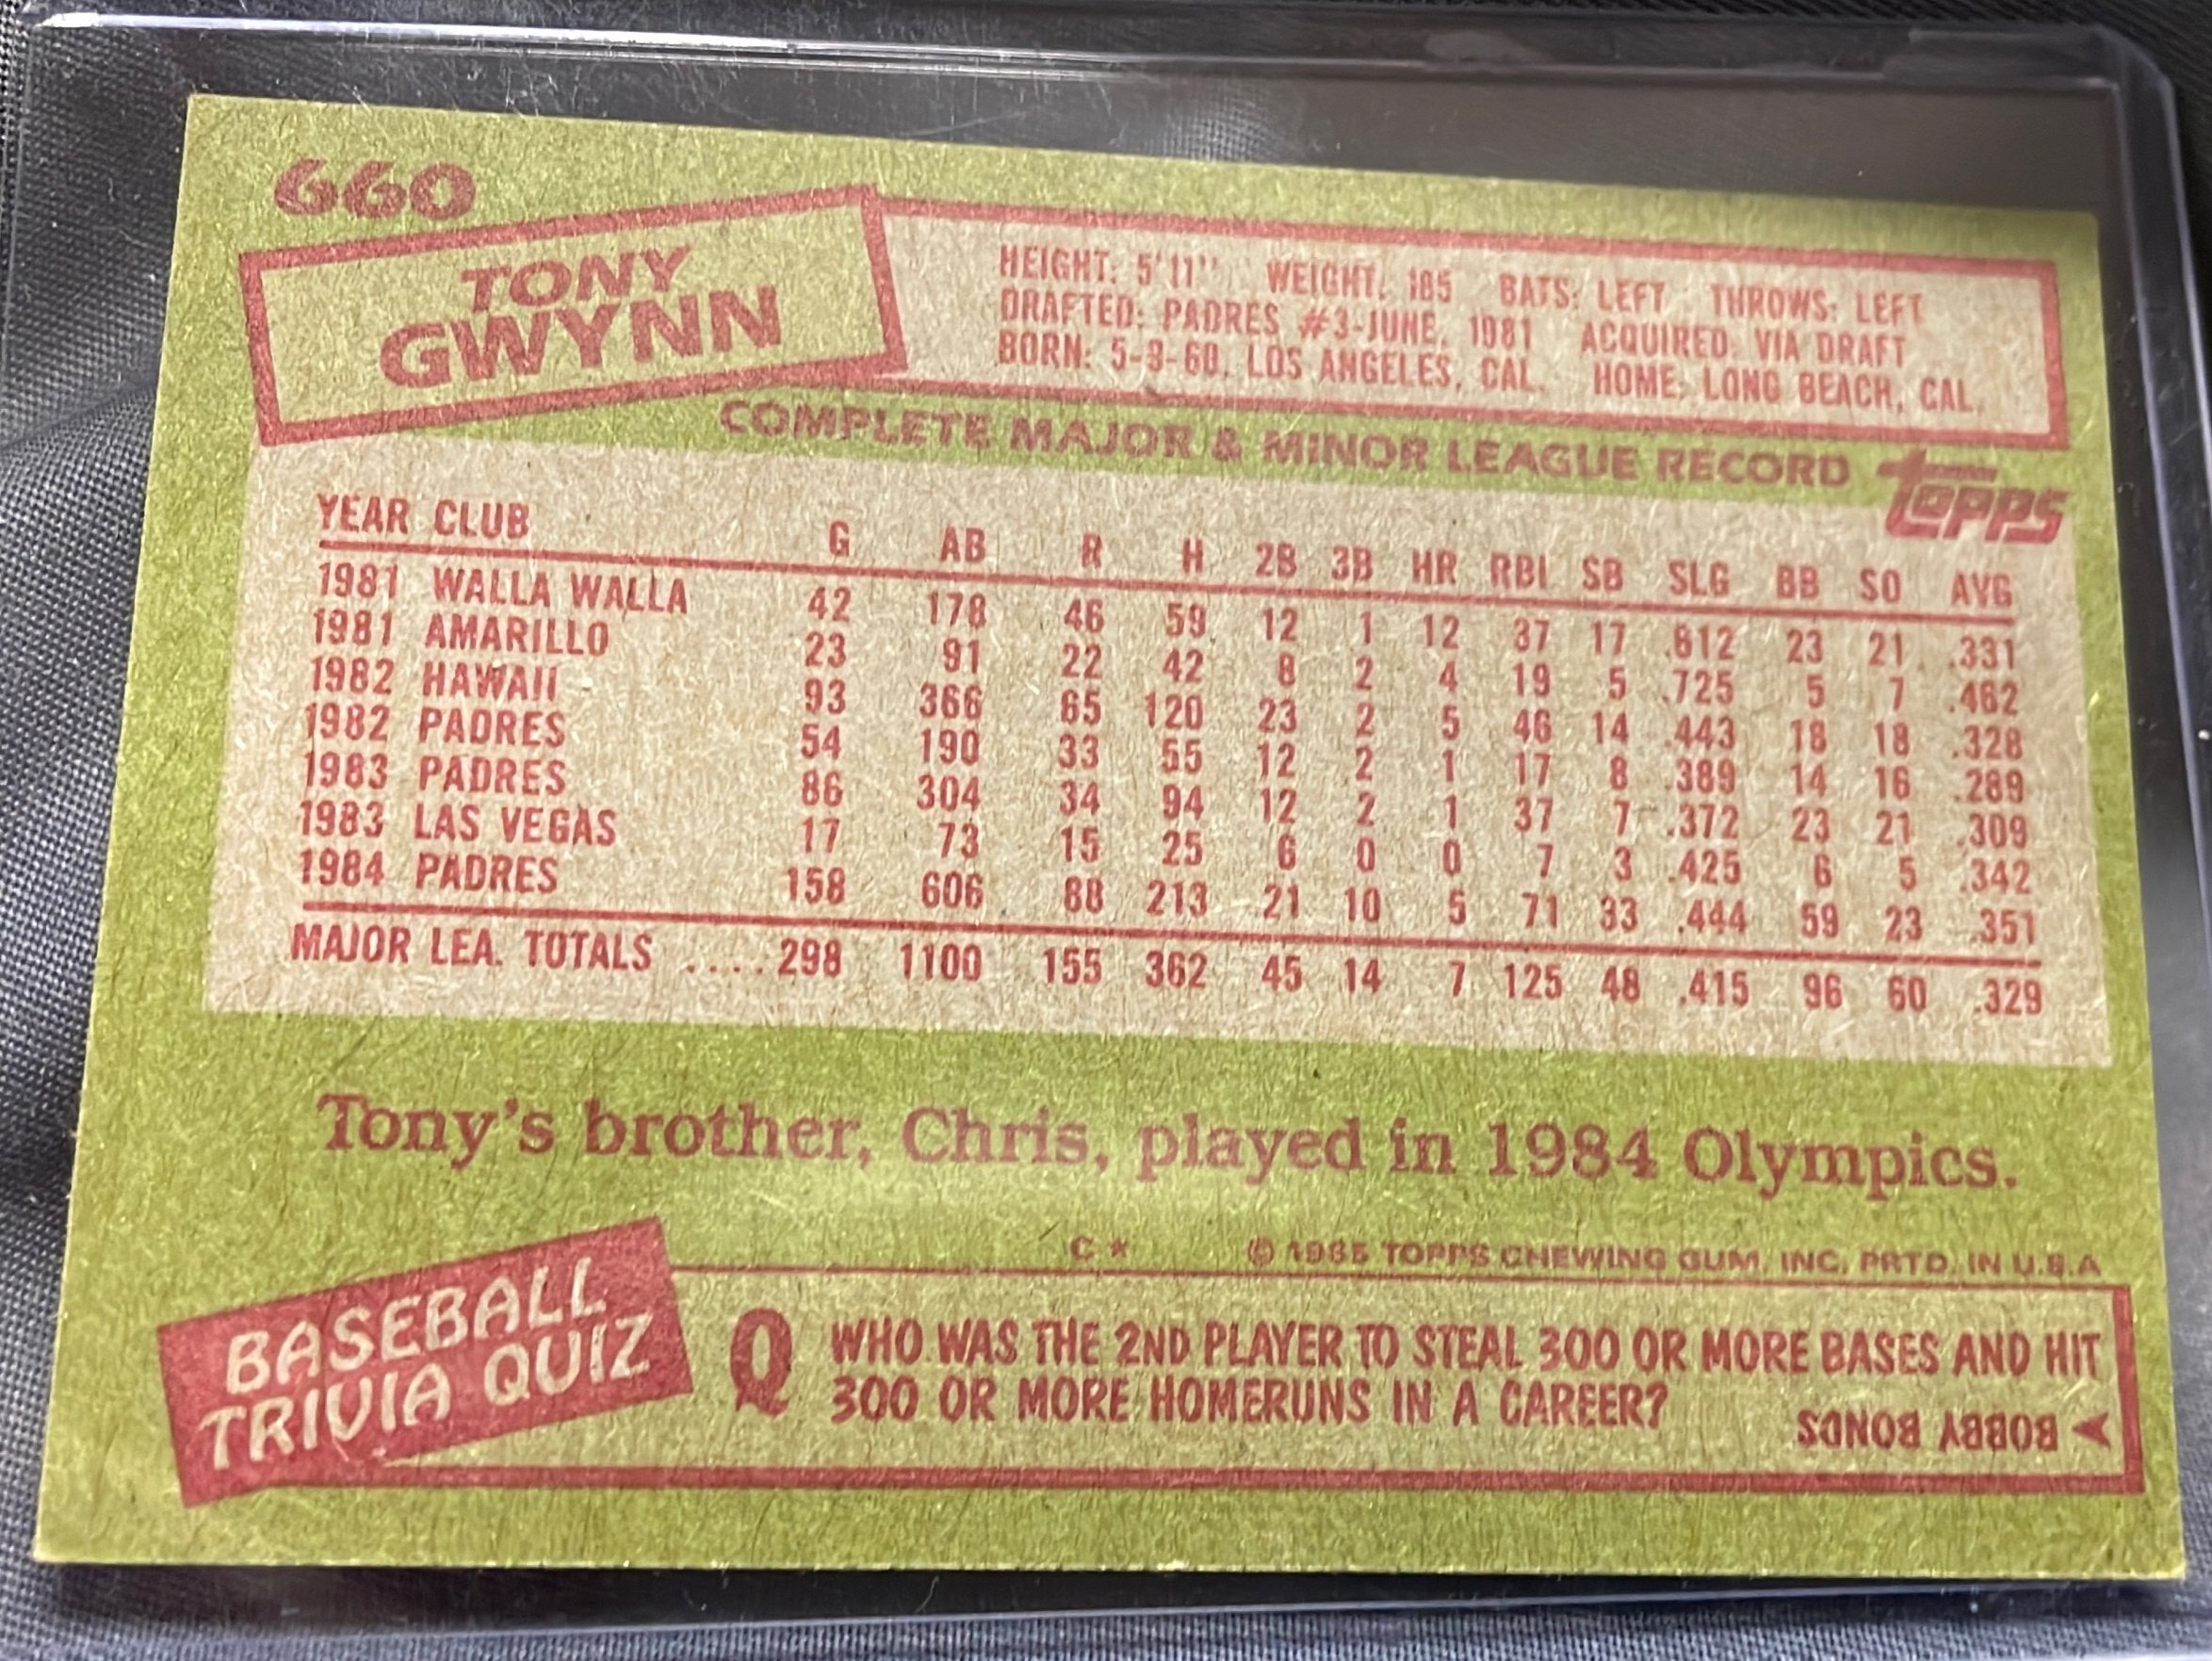 660
TONY
GWYNN
HEIGHT: 5'11" WEIGHT: 185 BATS: LEFT THROWS: LEFT
DRAFTED: PADRES #3-JUNE, 1981 ACQUIRED: VIA DRAFT
BORN: 5-9-60, LOS ANGELES, CAL. HOME: LONG BEACH, CAL.
COMPLETE MAJOR & MINOR LEAGUE RECORD
TOPPS
YEAR CLUB G AB R H 2B 3B HR RBI SB SLG BB SO AVG
1981 WALLA WALLA 42 178 46 59 12 1 12 37 17 .612 23 21 .331
1981 AMARILLO 23 91 22 42 8 2 4 19 5 .725 5 7 .462
1982 HAWAII 93 366 65 120 23 2 5 46 14 .443 18 18 .328
1982 PADRES 54 190 33 55 12 2 1 17 8 .389 14 16 .289
1983 PADRES 86 304 34 94 12 2 1 37 7 .372 23 21 .309
1983 LAS VEGAS 17 73 15 25 6 0 0 7 3 .425 6 5 .342
1984 PADRES 158 606 88 213 21 10 5 71 33 .444 59 23 .351
MAJOR LEA. TOTALS .... 298 1100 155 362 45 14 7 125 48 .415 96 60 .329
Tony's brother, Chris, played in 1984 Olympics.
C* © 1985 TOPPS CHEWING GUM, INC. PRTD. IN U.S.A
BASEBALL
TRIVIA QUIZ
Q WHO WAS THE 2ND PLAYER TO STEAL 300 OR MORE BASES AND HIT
300 OR MORE HOMERUNS IN A CAREER?
BOBBY BONDS